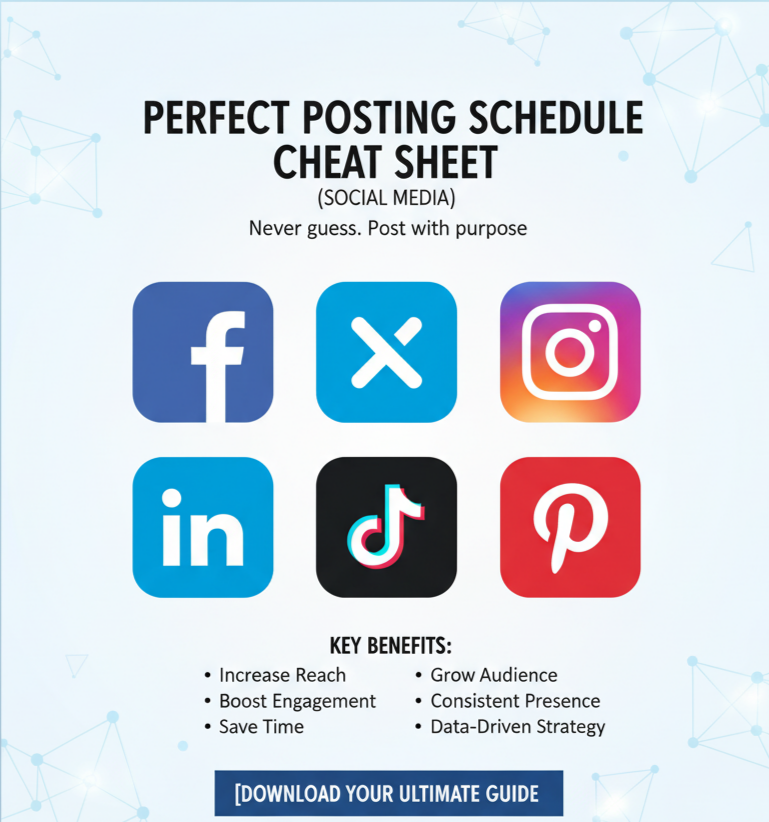 PERFECT POSTING SCHEDULE
CHEAT SHEET
(SOCIAL MEDIA)
Never guess. Post with purpose
f
X
in
P
KEY BENEFITS:
• Increase Reach
• Boost Engagement
• Save Time
• Grow Audience
• Consistent Presence
• Data-Driven Strategy
[DOWNLOAD YOUR ULTIMATE GUIDE